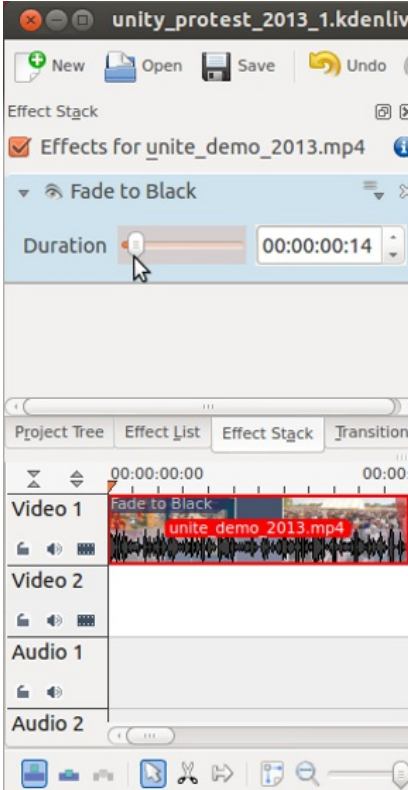 unity_protest_2013_1.kdenliv
New Open Save Undo
Effect Stack
Effects for unite_demo_2013.mp4
Fade to Black
Duration 00:00:00:14
Project Tree Effect List Effect Stack Transition
00:00:00:00 00:00:
Video 1
Fade to Black
unite_demo_2013.mp4
Video 2
Audio 1
Audio 2